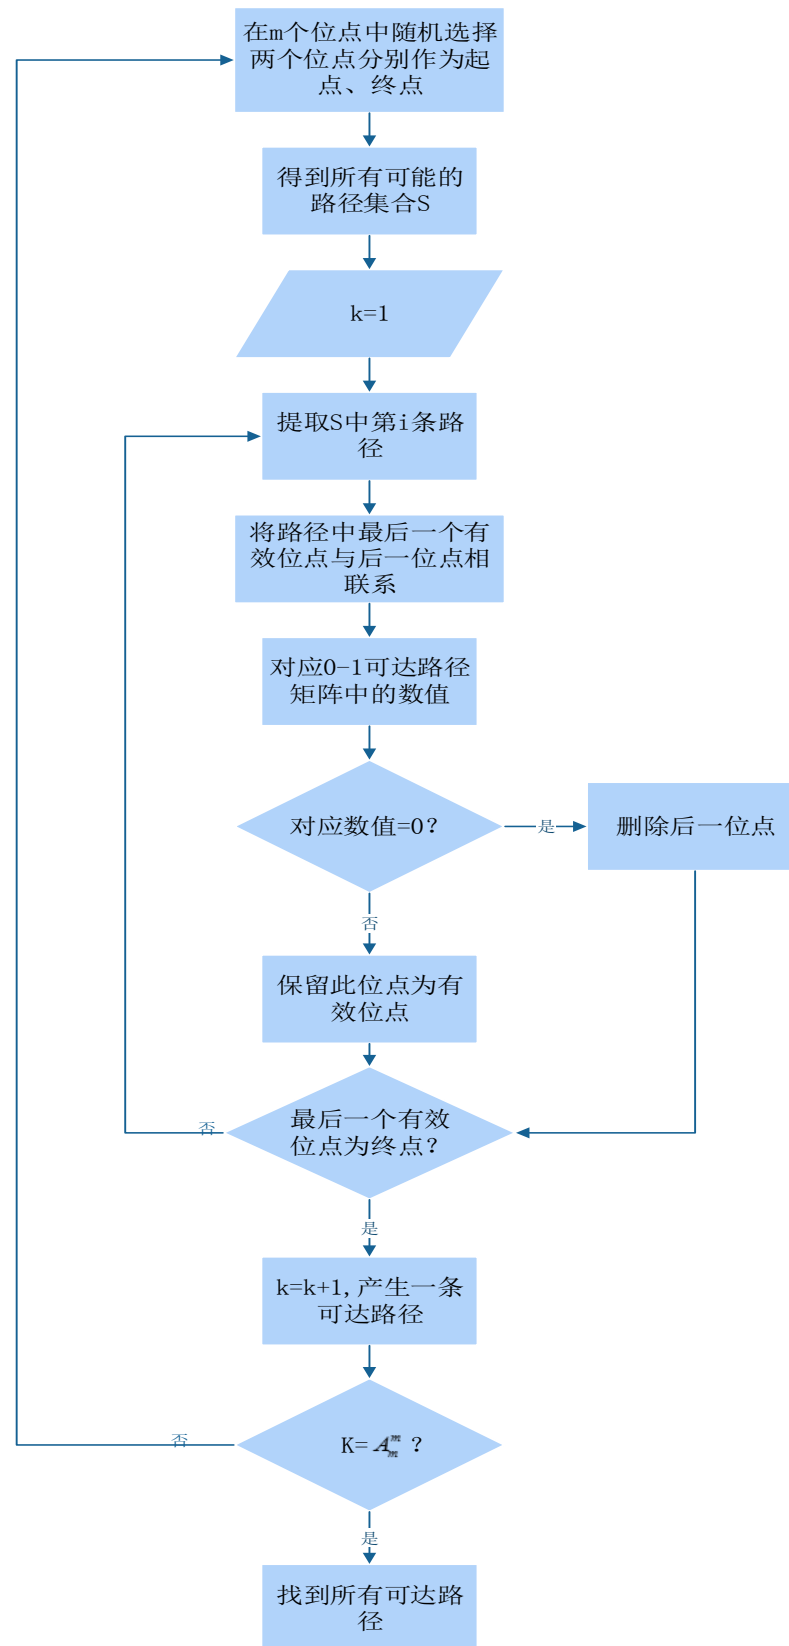 在m个位点中随机选择
两个位点分别作为起
点、终点
得到所有可能的
路径集合S
k=1
提取S中第i条路
径
将路径中最后一个有
效位点与后一位点相
联系
对应0-1可达路径
矩阵中的数值
对应数值=0?
是
删除后一位点
否
保留此位点为有
效位点
最后一个有效
位点为终点?
否
是
k=k+1,产生一条
可达路径
K=A_m^m?
否
是
找到所有可达路
径